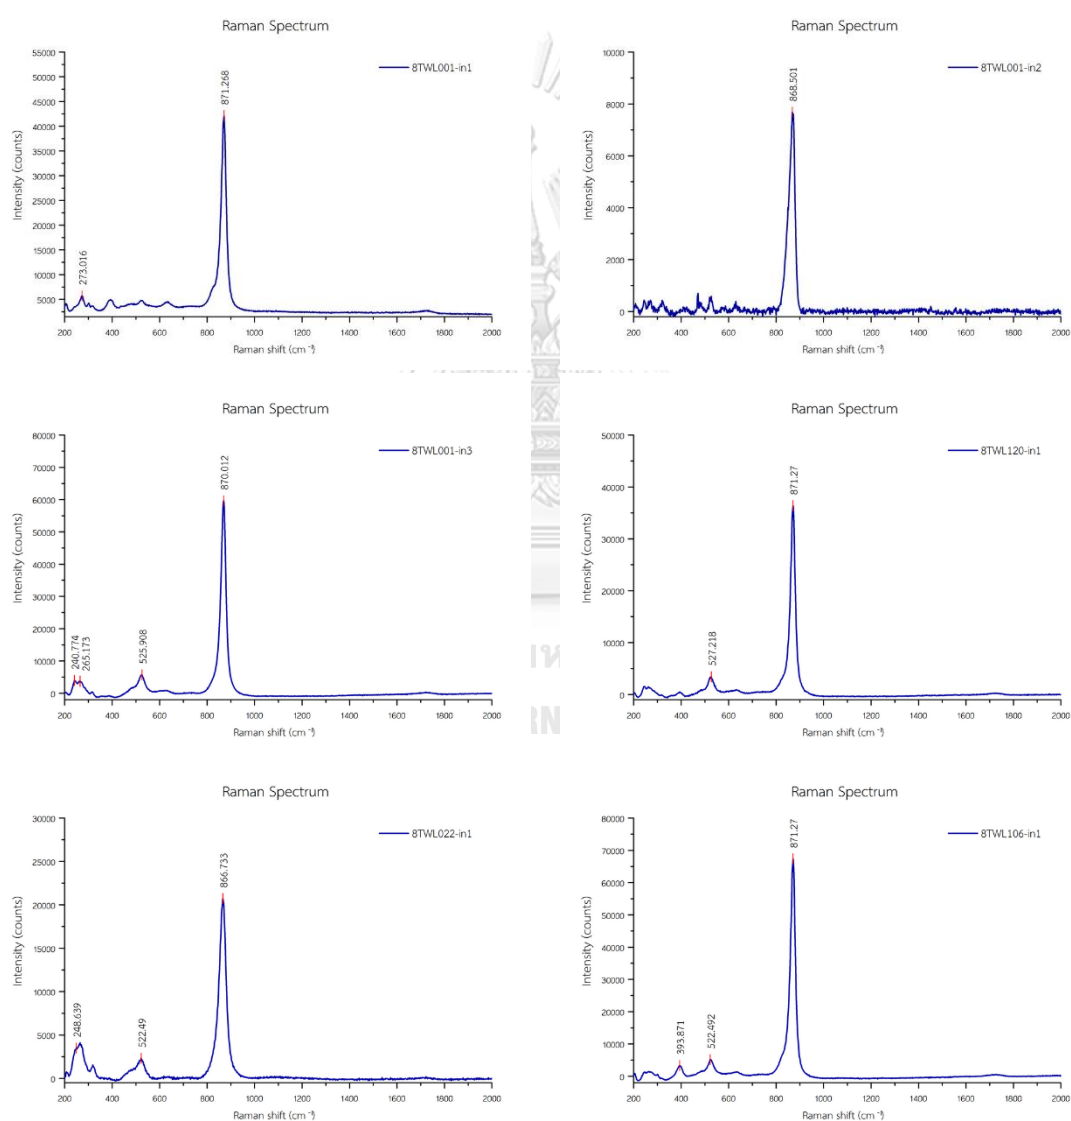 Raman Spectrum
8TWL001-in1
871.268
273.016
Intensity (counts)
55000
50000
45000
40000
35000
30000
25000
20000
15000
10000
5000
200 400 600 800 1000 1200 1400 1600 1800 2000
Raman shift (cm⁻¹)
Raman Spectrum
8TWL001-in2
868.501
Intensity (counts)
10000
8000
6000
4000
2000
0
200 400 600 800 1000 1200 1400 1600 1800 2000
Raman shift (cm⁻¹)
Raman Spectrum
8TWL001-in3
870.012
240.774
265.173
525.908
Intensity (counts)
80000
70000
60000
50000
40000
30000
20000
10000
0
200 400 600 800 1000 1200 1400 1600 1800 2000
Raman shift (cm⁻¹)
Raman Spectrum
8TWL120-in1
871.27
527.218
Intensity (counts)
50000
40000
30000
20000
10000
0
200 400 600 800 1000 1200 1400 1600 1800 2000
Raman shift (cm⁻¹)
Raman Spectrum
8TWL022-in1
866.733
248.639
522.49
Intensity (counts)
30000
25000
20000
15000
10000
5000
0
200 400 600 800 1000 1200 1400 1600 1800 2000
Raman shift (cm⁻¹)
Raman Spectrum
8TWL106-in1
871.27
393.871
522.492
Intensity (counts)
80000
70000
60000
50000
40000
30000
20000
10000
0
200 400 600 800 1000 1200 1400 1600 1800 2000
Raman shift (cm⁻¹)